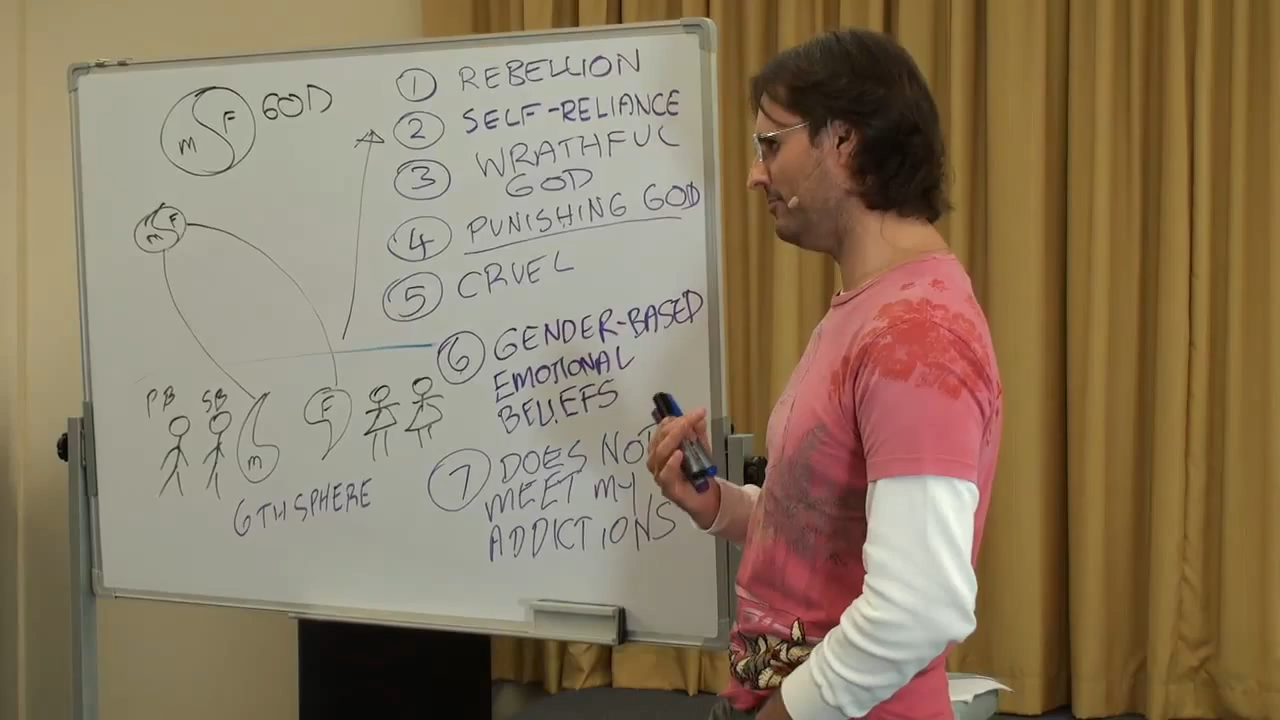 M F GOD
M F
PB SB
M
F
6TH SPHERE
1 REBELLION
2 SELF-RELIANCE
3 WRATHFUL
GOD
4 PUNISHING GOD
5 CRUEL
6 GENDER-BASED
EMOTIONAL
BELIEFS
7 DOES NOT
MEET MY
ADDICTIONS